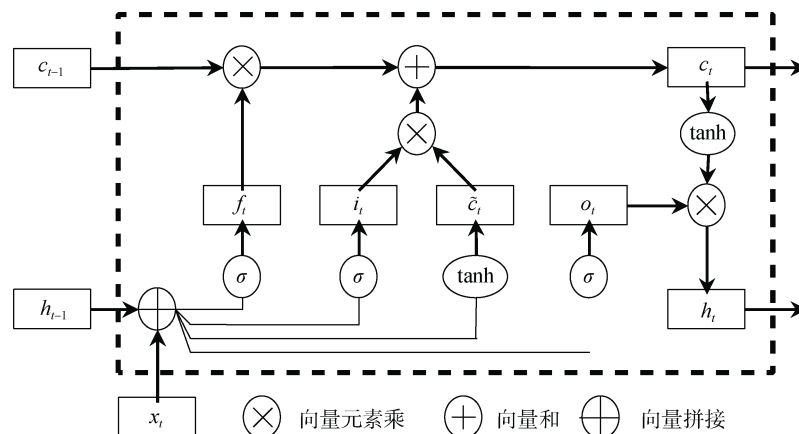 c_{t-1} × + c_t
tanh
×
f_t i_t c̃_t o_t ×
σ σ tanh σ
h_{t-1} h_t
x_t × 向量元素乘 + 向量和 向量拼接